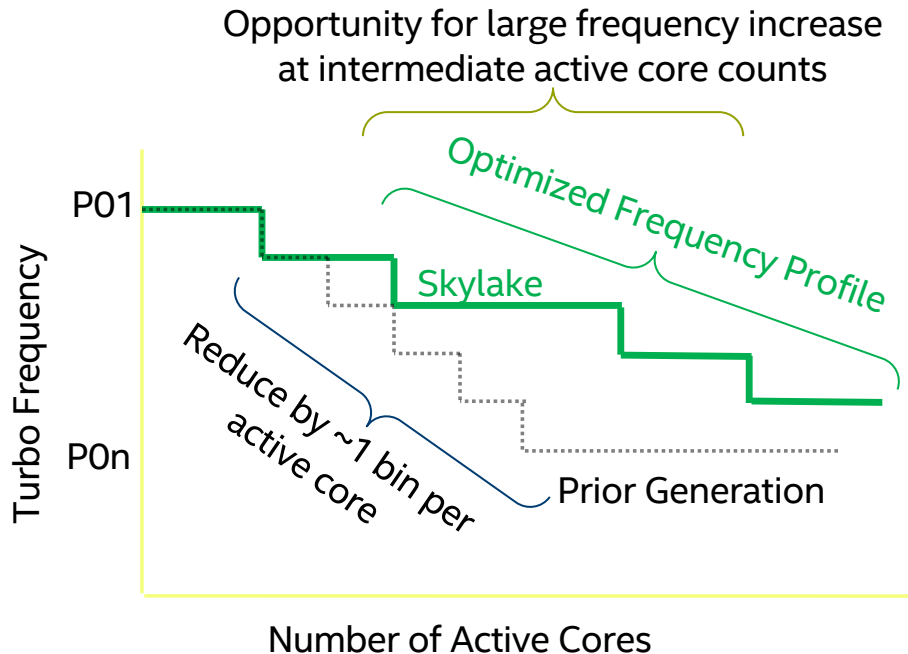 Opportunity for large frequency increase
at intermediate active core counts
Optimized Frequency Profile
P01
Skylake
Turbo Frequency
Reduce by ~1 bin per
active core
P0n
Prior Generation
Number of Active Cores